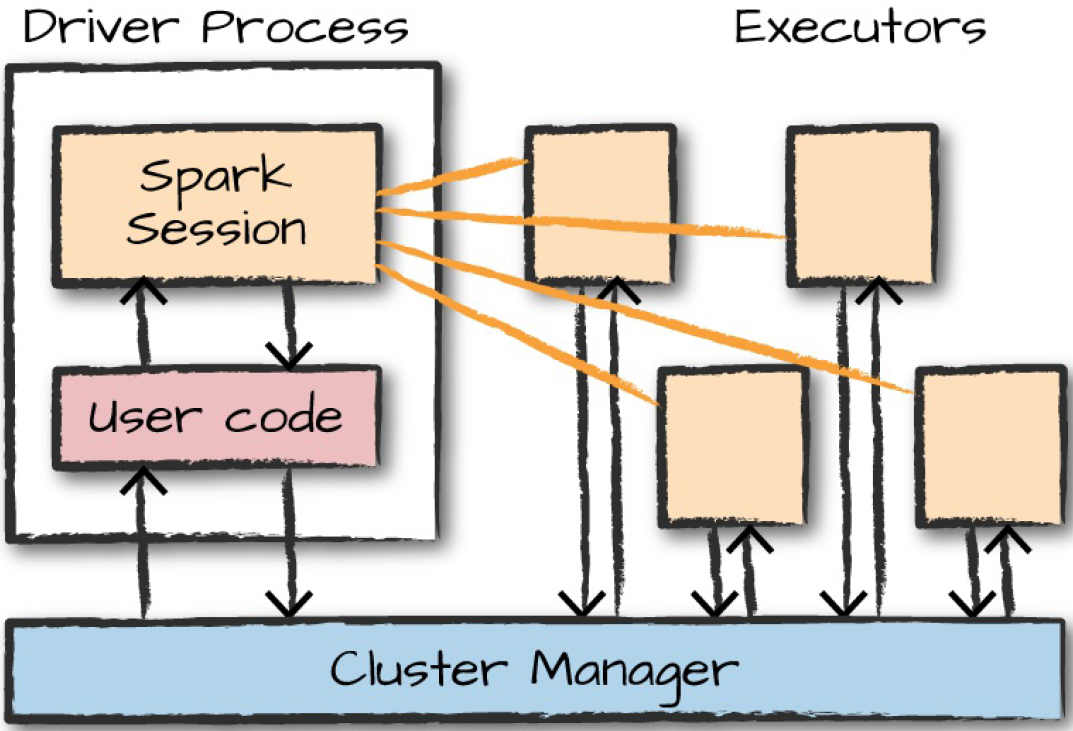 Driver Process
Executors
Spark
Session
User code
Cluster Manager